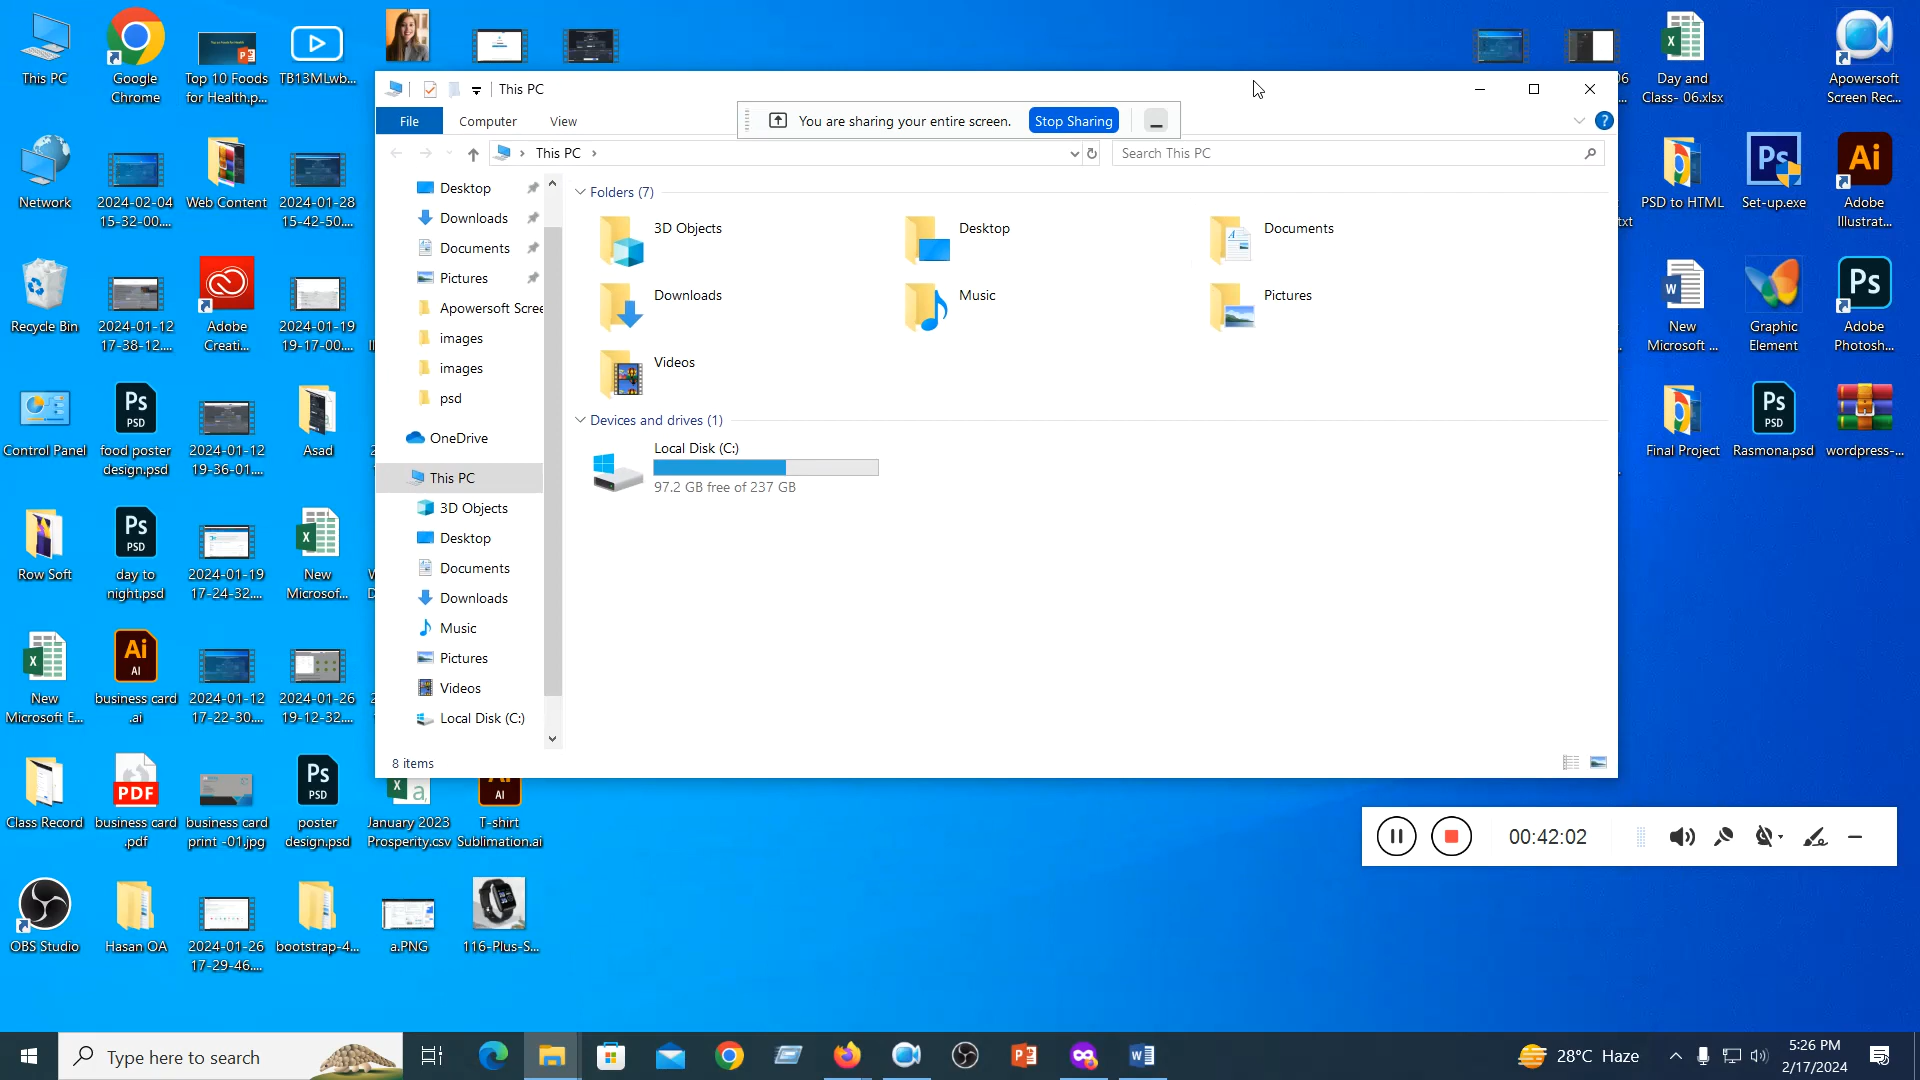 This PC
Google
Chrome
Top 10 Foods
for Health.p...
TB13MLwb...
Day and
Class- 06.xlsx
Apowersoft
Screen Rec...
Network
2024-02-04
15-32-00....
Web Content
2024-01-28
15-42-50....
PSD to HTML
Set-up.exe
Adobe
Illustrat...
Recycle Bin
2024-01-12
17-38-12....
Adobe
Creati...
2024-01-19
19-17-00....
New
Microsoft ...
Graphic
Element
Adobe
Photosh...
Control Panel
food poster
design.psd
2024-01-12
19-36-01....
Asad
Final Project
Rasmona.psd
wordpress-...
Row Soft
day to
night.psd
2024-01-19
17-24-32....
New
Microsof...
New
Microsoft E...
business card
.ai
2024-01-12
17-22-30....
2024-01-26
19-12-32....
Class Record
business card
.pdf
business card
print -01.jpg
poster
design.psd
January 2023
Prosperity.csv
T-shirt
Sublimation.ai
OBS Studio
Hasan OA
2024-01-26
17-29-46....
bootstrap-4...
a.PNG
116-Plus-S...
This PC
File
Computer
View
You are sharing your entire screen.
Stop Sharing
This PC
Search This PC
Desktop
Downloads
Documents
Pictures
Apowersoft Scree
images
images
psd
OneDrive
This PC
3D Objects
Desktop
Documents
Downloads
Music
Pictures
Videos
Local Disk (C:)
Folders (7)
3D Objects
Desktop
Documents
Downloads
Music
Pictures
Videos
Devices and drives (1)
Local Disk (C:)
97.2 GB free of 237 GB
8 items
00:42:02
Type here to search
28°C Haze
5:26 PM
2/17/2024